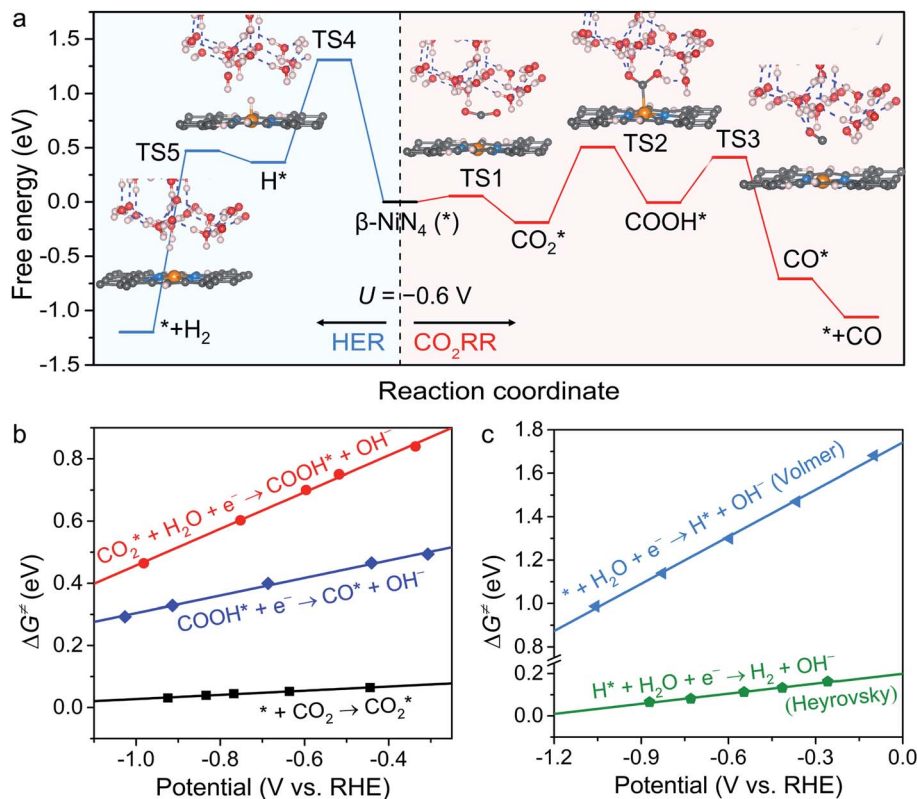 a
1.5
1.0
0.5
0.0
-0.5
-1.0
-1.5
Free energy (eV)
TS4
TS5
H*
*+H₂
β-NiN₄ (*)
TS1
CO₂*
TS2
COOH*
TS3
CO*
*+CO
U = −0.6 V
HER
CO₂RR
Reaction coordinate
b
0.8
0.6
0.4
0.2
0.0
ΔG≠ (eV)
CO₂* + H₂O + e⁻ → COOH* + OH⁻
COOH* + e⁻ → CO* + OH⁻
* + CO₂ → CO₂*
-1.0 -0.8 -0.6 -0.4
Potential (V vs. RHE)
c
1.8
1.6
1.4
1.2
1.0
0.2
0.0
ΔG≠ (eV)
* + H₂O + e⁻ → H* + OH⁻ (Volmer)
H* + H₂O + e⁻ → H₂ + OH⁻
(Heyrovsky)
-1.2 -0.9 -0.6 -0.3 0.0
Potential (V vs. RHE)